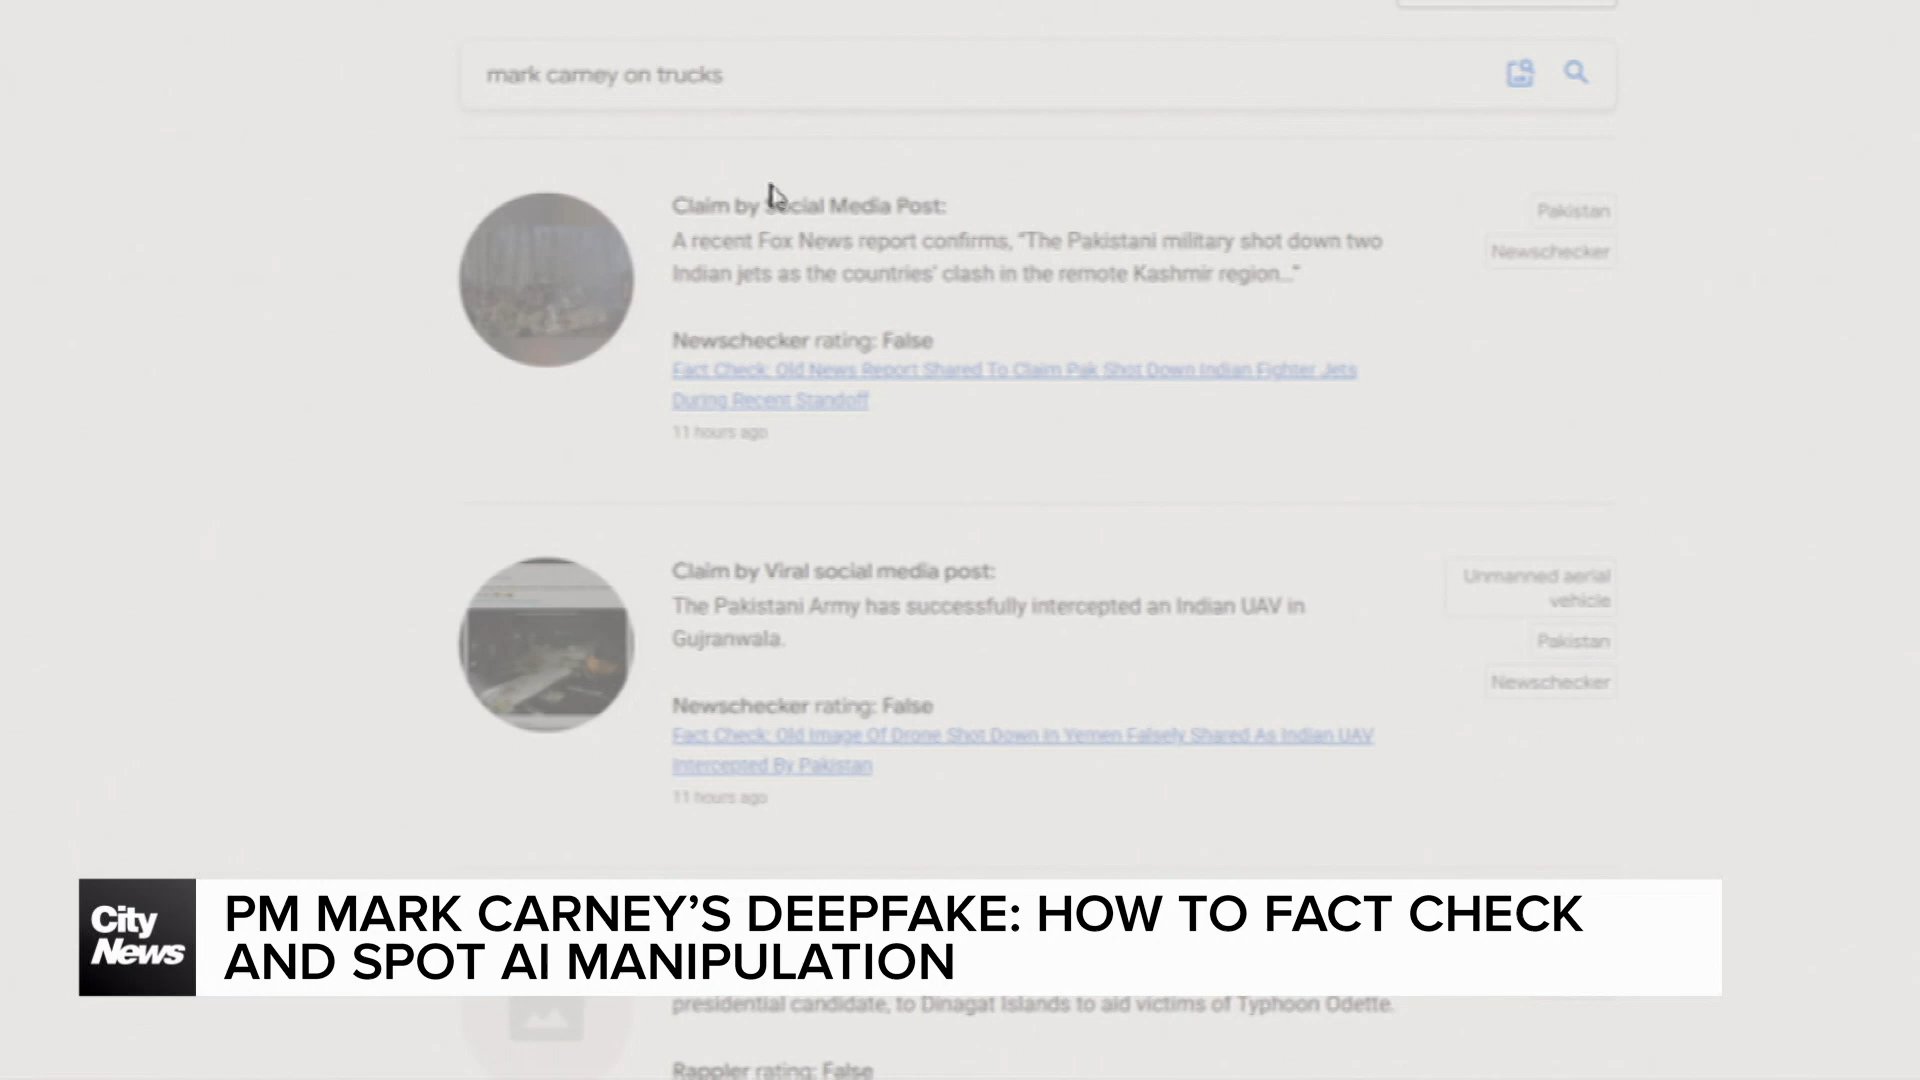 mark carney on trucks
Claim by Social Media Post:
A recent Fox News report confirms, “The Pakistani military shot down two
Indian jets as the countries’ clash in the remote Kashmir region...”
Pakistan
Newschecker
Newschecker rating: False
Fact Check: Old News Report Shared To Claim Pak Shot Down Indian Fighter Jets
During Recent Standoff
11 hours ago
Claim by Viral social media post:
The Pakistani Army has successfully intercepted an Indian UAV in
Gujranwala.
Unmanned aerial
vehicle
Pakistan
Newschecker
Newschecker rating: False
Fact Check: Old Image Of Drone Shot Down In Yemen Falsely Shared As Indian UAV
Intercepted By Pakistan
11 hours ago
City
News
PM MARK CARNEY’S DEEPFAKE: HOW TO FACT CHECK
AND SPOT AI MANIPULATION
presidential candidate, to Dinagat Islands to aid victims of Typhoon Odette.
Rappler rating: False